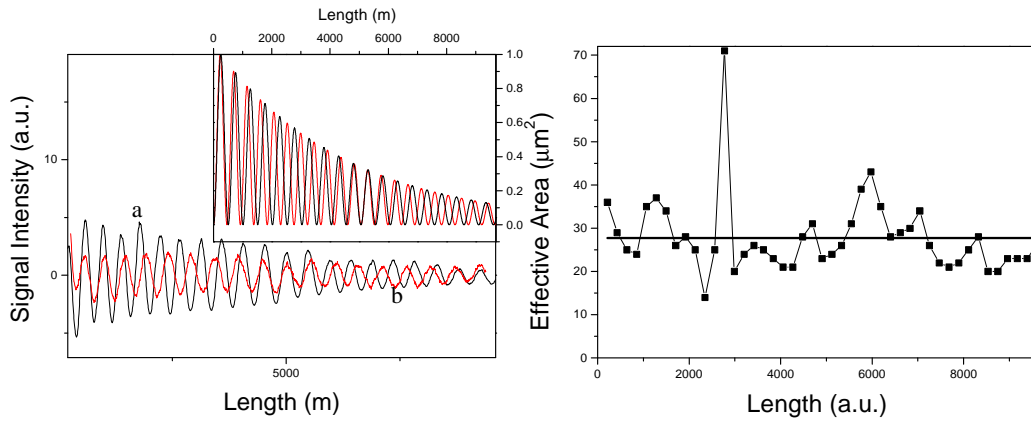 Length (m)
0 2000 4000 6000 8000
1.0
0.8
0.6
0.4
0.2
0.0
Signal Intensity (a.u.)
10
0
a
b
5000
Length (m)
Effective Area (μm²)
70
60
50
40
30
20
10
0
0 2000 4000 6000 8000
Length (a.u.)